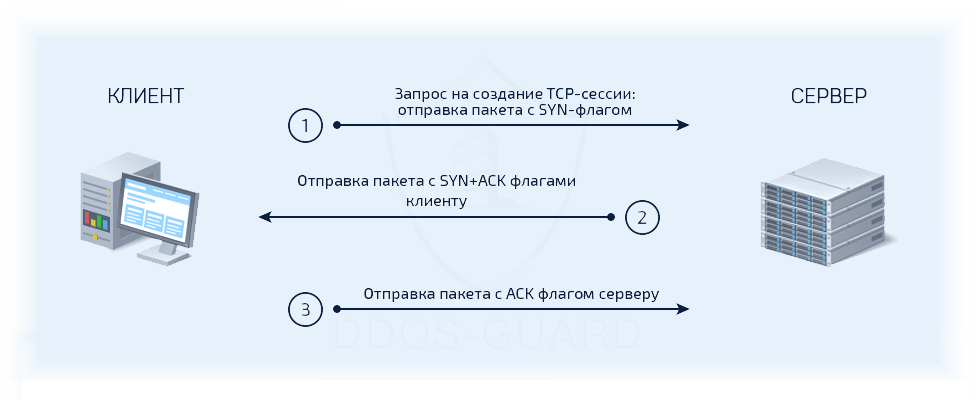 КЛИЕНТ
СЕРВЕР
Запрос на создание TCP-сессии:
отправка пакета с SYN-флагом
1
Отправка пакета с SYN+ACK флагами
клиенту
2
Отправка пакета с ACK флагом серверу
3
DDOS-GUARD